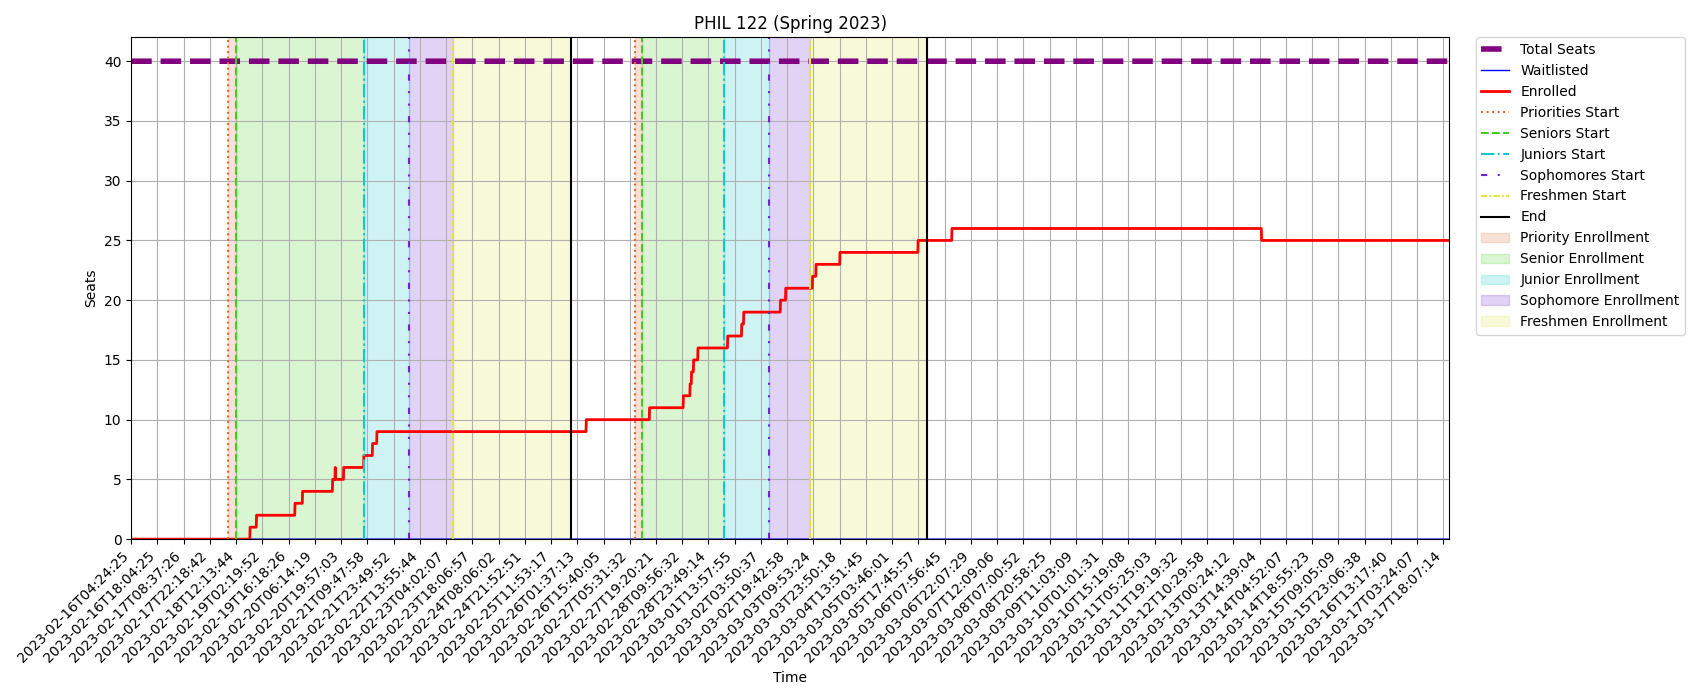 PHIL 122 (Spring 2023)
Total Seats
Waitlisted
Enrolled
Priorities Start
Seniors Start
Juniors Start
Sophomores Start
Freshmen Start
End
Priority Enrollment
Senior Enrollment
Junior Enrollment
Sophomore Enrollment
Freshmen Enrollment
Seats
40
35
30
25
20
15
10
5
0
2023-02-16T04:24:25
2023-02-16T18:04:25
2023-02-17T08:37:26
2023-02-17T22:18:42
2023-02-18T12:13:44
2023-02-19T02:19:52
2023-02-19T16:18:26
2023-02-20T06:14:19
2023-02-20T19:57:03
2023-02-21T09:47:58
2023-02-21T23:49:52
2023-02-22T13:55:44
2023-02-23T04:02:07
2023-02-23T18:06:57
2023-02-24T08:06:02
2023-02-24T21:52:51
2023-02-25T11:53:17
2023-02-26T01:37:13
2023-02-26T15:40:05
2023-02-27T05:31:32
2023-02-27T19:20:21
2023-02-28T09:56:32
2023-02-28T23:49:14
2023-03-01T13:57:55
2023-03-02T03:50:37
2023-03-02T19:42:58
2023-03-03T09:53:24
2023-03-03T23:50:18
2023-03-04T13:51:45
2023-03-05T03:46:01
2023-03-05T17:45:57
2023-03-06T07:56:45
2023-03-06T22:07:29
2023-03-07T12:09:06
2023-03-08T07:00:52
2023-03-08T20:58:25
2023-03-09T11:03:09
2023-03-10T01:01:31
2023-03-10T15:19:08
2023-03-11T05:25:03
2023-03-11T19:19:32
2023-03-12T10:29:58
2023-03-13T00:24:12
2023-03-13T14:39:04
2023-03-14T04:52:07
2023-03-14T18:55:23
2023-03-15T09:05:09
2023-03-15T23:06:38
2023-03-16T13:17:40
2023-03-17T03:24:07
2023-03-17T18:07:14
Time